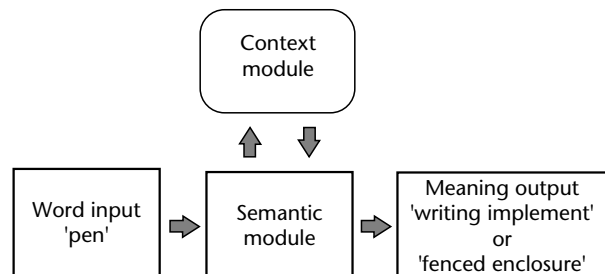 Context
module
Word input
'pen'
Semantic
module
Meaning output
'writing implement'
or
'fenced enclosure'